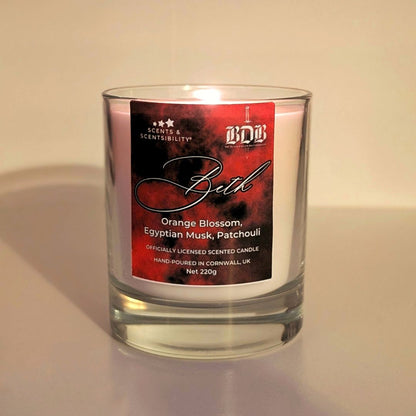 SCENTS &
SCENTSIBILITY®
BDB
Beth
Orange Blossom,
Egyptian Musk, Patchouli
OFFICIALLY LICENSED SCENTED CANDLE
HAND-POURED IN CORNWALL, UK
Net 220g